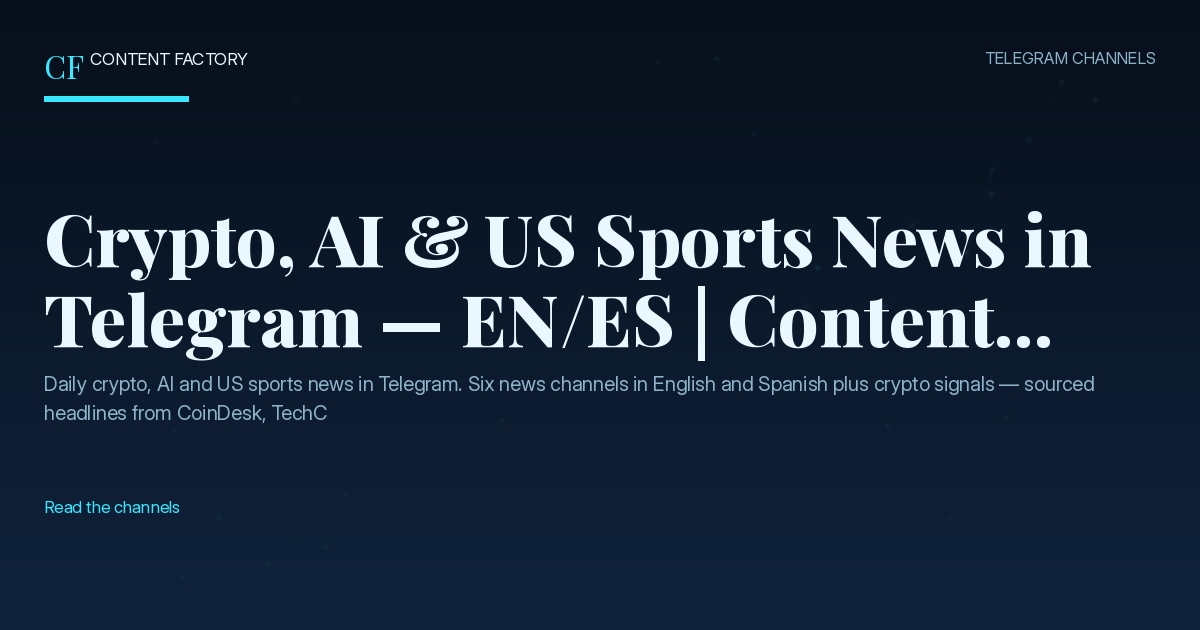 CF CONTENT FACTORY
TELEGRAM CHANNELS
Crypto, AI & US Sports News in
Telegram — EN/ES | Content...
Daily crypto, AI and US sports news in Telegram. Six news channels in English and Spanish plus crypto signals — sourced
headlines from CoinDesk, TechC
Read the channels